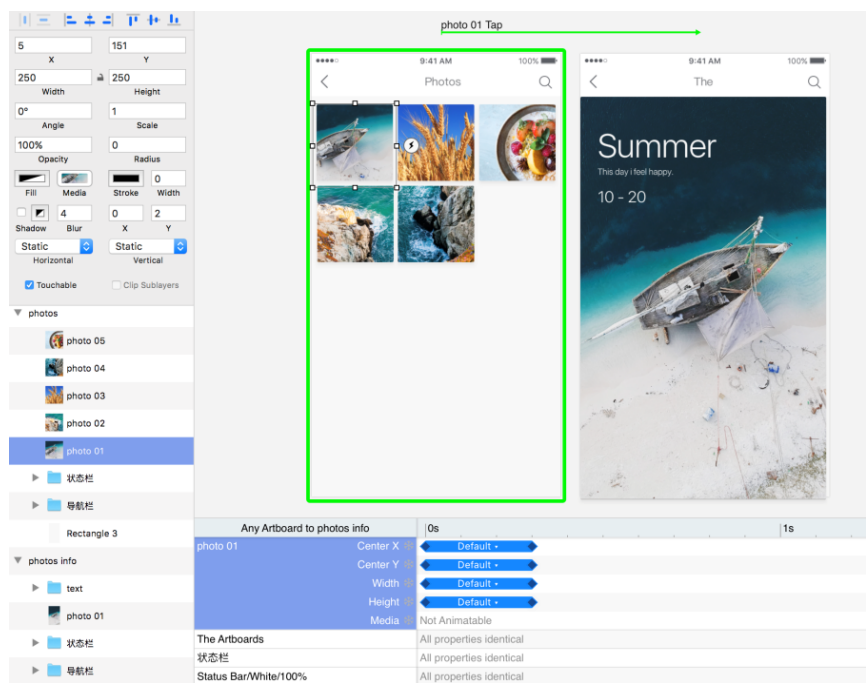 photo 01 Tap
5
151
X
Y
250
250
Width
Height
0°
1
Angle
Scale
100%
0
Opacity
Radius
0
Fill
Media
Stroke
Width
4
0
2
Shadow
Blur
X
Y
Static
Static
Horizontal
Vertical
Touchable
Clip Sublayers
photos
photo 05
photo 04
photo 03
photo 02
photo 01
状态栏
导航栏
Rectangle 3
photos info
text
photo 01
状态栏
导航栏
9:41 AM
100%
Photos
9:41 AM
100%
The
Summer
This day i feel happy.
10 - 20
Any Artboard to photos info
0s
1s
photo 01
Center X
Default
Center Y
Default
Width
Default
Height
Default
Media
Not Animatable
The Artboards
All properties identical
状态栏
All properties identical
Status Bar/White/100%
All properties identical